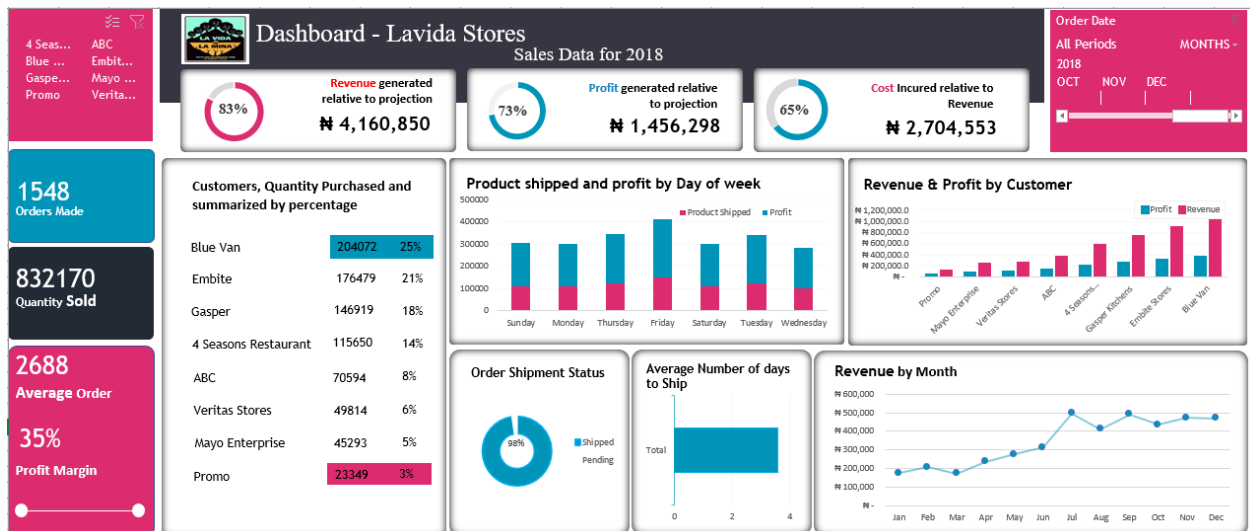 4 Seas... ABC
Blue ... Embit...
Gaspe... Mayo ...
Promo Verita...
LA VIDA
LA MINA
Dashboard - Lavida Stores
Sales Data for 2018
Order Date
All Periods MONTHS
2018
OCT NOV DEC
83%
Revenue generated
relative to projection
₦ 4,160,850
73%
Profit generated relative
to projection
₦ 1,456,298
65%
Cost Incured relative to
Revenue
₦ 2,704,553
1548
Orders Made
832170
Quantity Sold
2688
Average Order
35%
Profit Margin
Customers, Quantity Purchased and
summarized by percentage
Blue Van 204072 25%
Embite 176479 21%
Gasper 146919 18%
4 Seasons Restaurant 115650 14%
ABC 70594 8%
Veritas Stores 49814 6%
Mayo Enterprise 45293 5%
Promo 23349 3%
Product shipped and profit by Day of week
Product Shipped Profit
500000
400000
300000
200000
100000
0
Sunday Monday Thursday Friday Saturday Tuesday Wednesday
Revenue & Profit by Customer
Profit Revenue
₦ 1,200,000.0
₦ 1,000,000.0
₦ 800,000.0
₦ 600,000.0
₦ 400,000.0
₦ 200,000.0
₦ -
Promo
Mayo Enterprise
Veritas Stores
ABC
4 Seasons...
Gasper Kitchens
Embite Stores
Blue Van
Order Shipment Status
98%
Shipped
Pending
Average Number of days
to Ship
Total
0 2 4
Revenue by Month
₦ 600,000
₦ 500,000
₦ 400,000
₦ 300,000
₦ 200,000
₦ 100,000
₦ -
Jan Feb Mar Apr May Jun Jul Aug Sep Oct Nov Dec